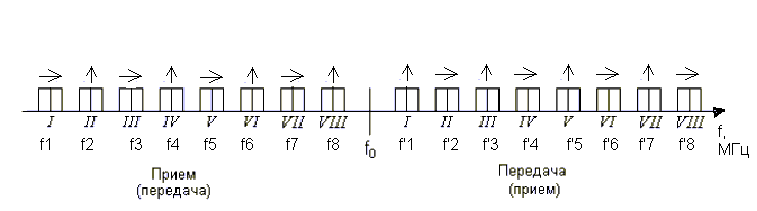 I II III IV V VI VII VIII I II III IV V VI VII VIII f,
f1 f2 f3 f4 f5 f6 f7 f8 f0 f'1 f'2 f'3 f'4 f'5 f'6 f'7 f'8 МГц
Прием
(передача)
Передача
(прием)